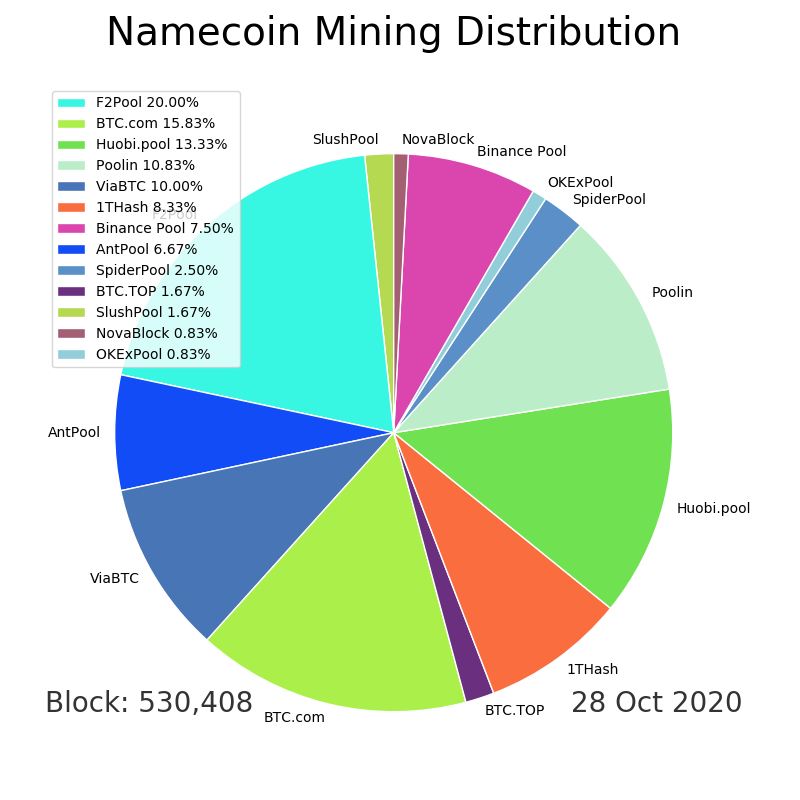 Namecoin Mining Distribution
F2Pool 20.00%
BTC.com 15.83%
Huobi.pool 13.33%
Poolin 10.83%
ViaBTC 10.00%
1THash 8.33%
Binance Pool 7.50%
AntPool 6.67%
SpiderPool 2.50%
BTC.TOP 1.67%
SlushPool 1.67%
NovaBlock 0.83%
OKExPool 0.83%
SlushPool
NovaBlock
Binance Pool
OKExPool
SpiderPool
F2Pool
Poolin
AntPool
Huobi.pool
ViaBTC
1THash
BTC.TOP
BTC.com
Block: 530,408
28 Oct 2020